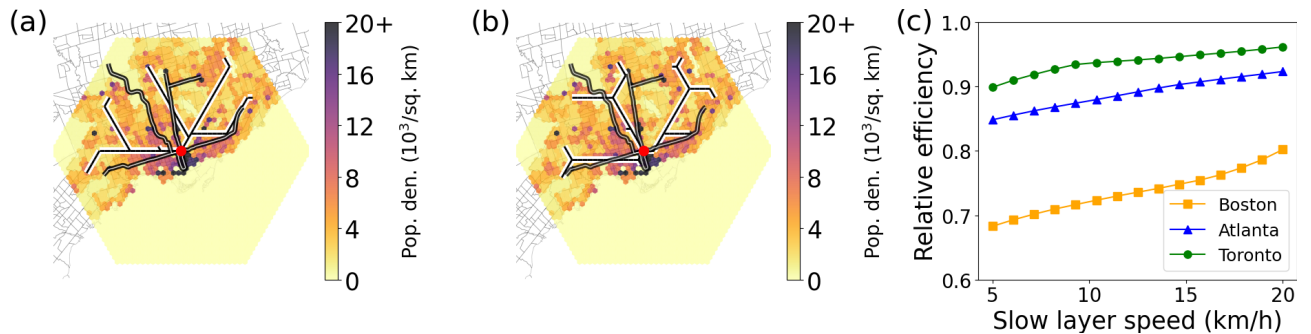 (a)
20+
16
12
8
4
0
Pop. den. (10³/sq. km)
(b)
20+
16
12
8
4
0
Pop. den. (10³/sq. km)
(c)
1.0
0.9
0.8
0.7
0.6
Relative efficiency
Boston
Atlanta
Toronto
5 10 15 20
Slow layer speed (km/h)